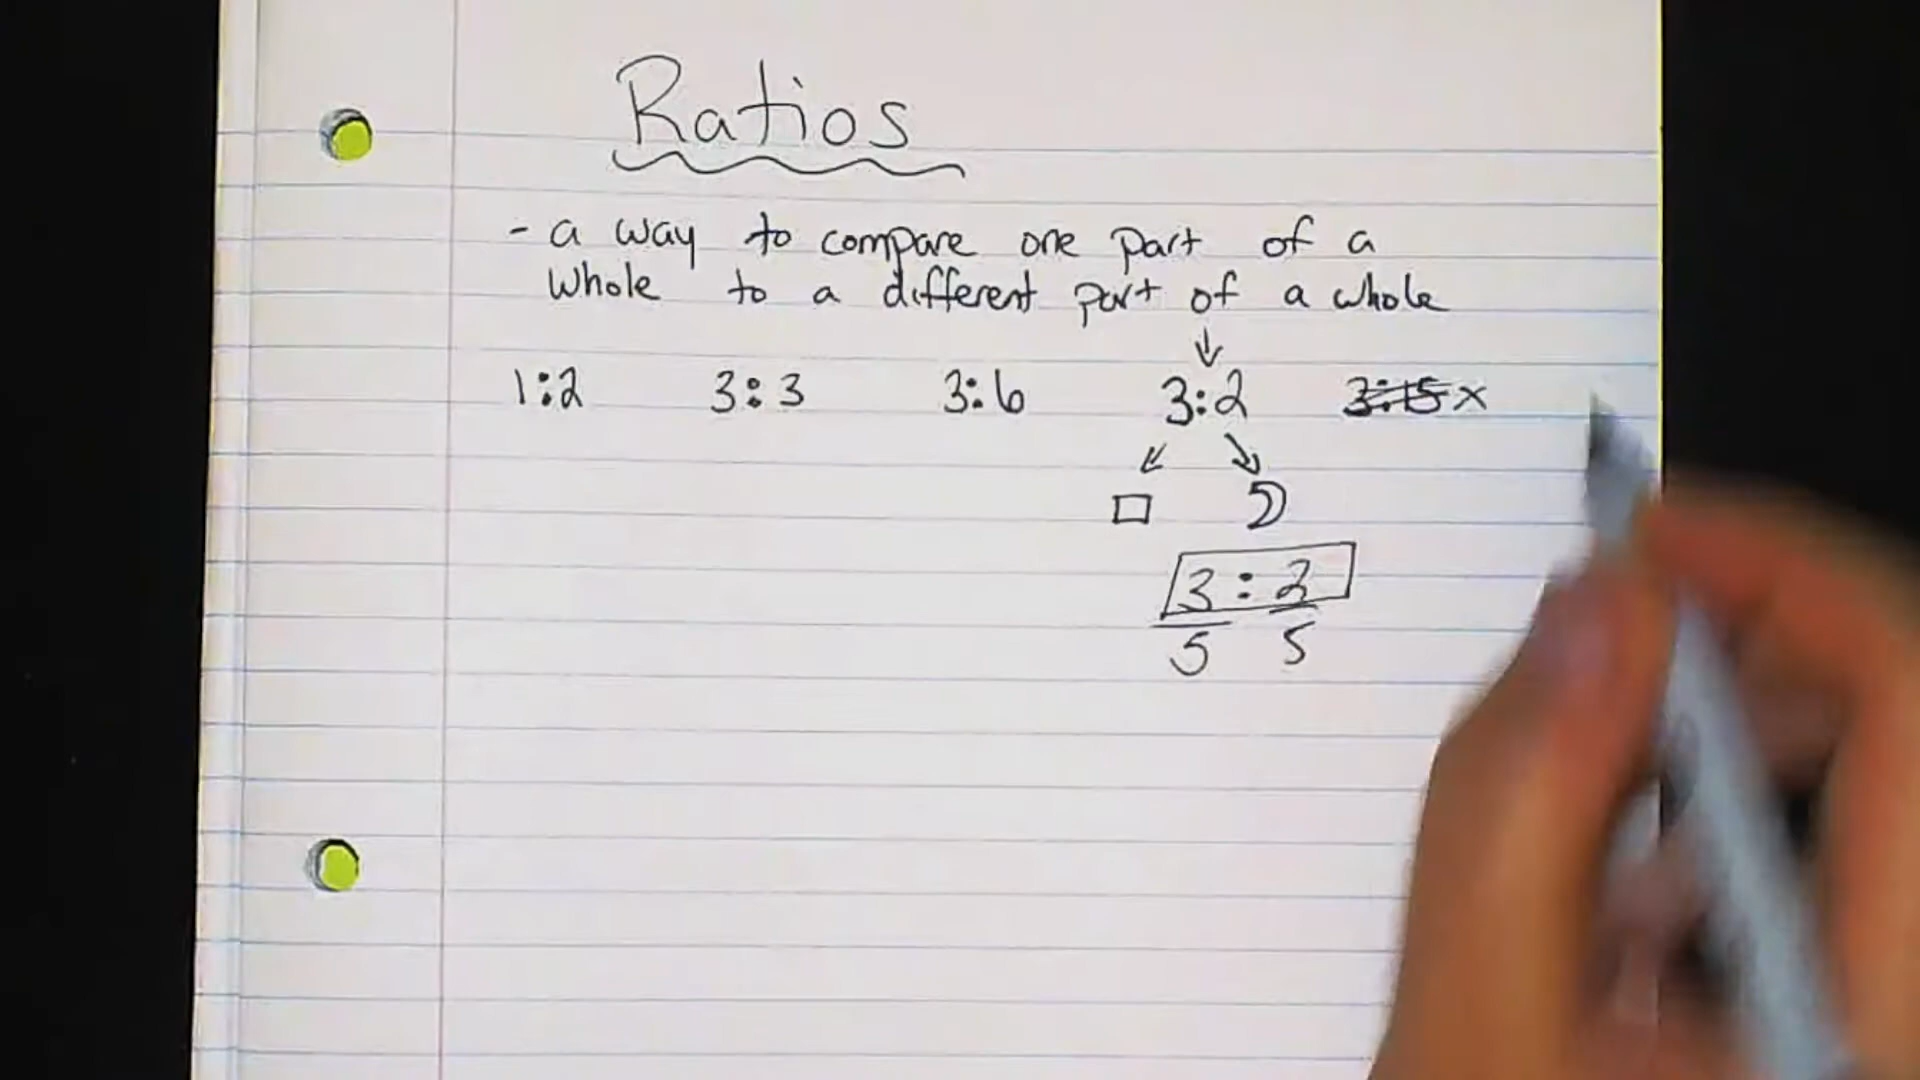 Ratios
- a way to compare one part of a
whole to a different part of a whole
1:2 3:3 3:6 3:2 3:15 x
3 : 2
5 5